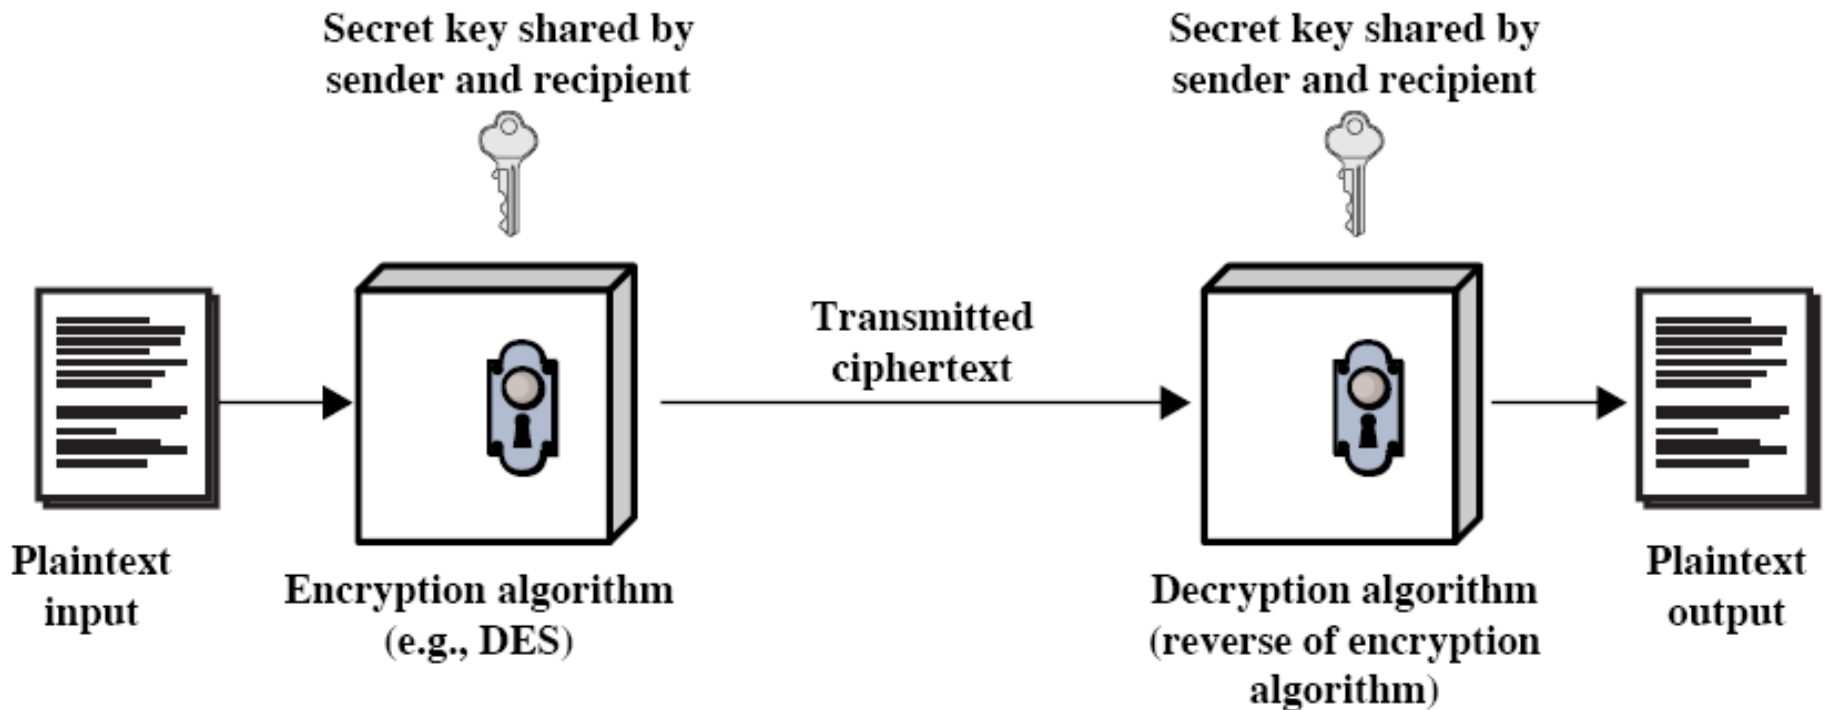 Secret key shared by
sender and recipient
Secret key shared by
sender and recipient
Transmitted
ciphertext
Plaintext
input
Encryption algorithm
(e.g., DES)
Decryption algorithm
(reverse of encryption
algorithm)
Plaintext
output